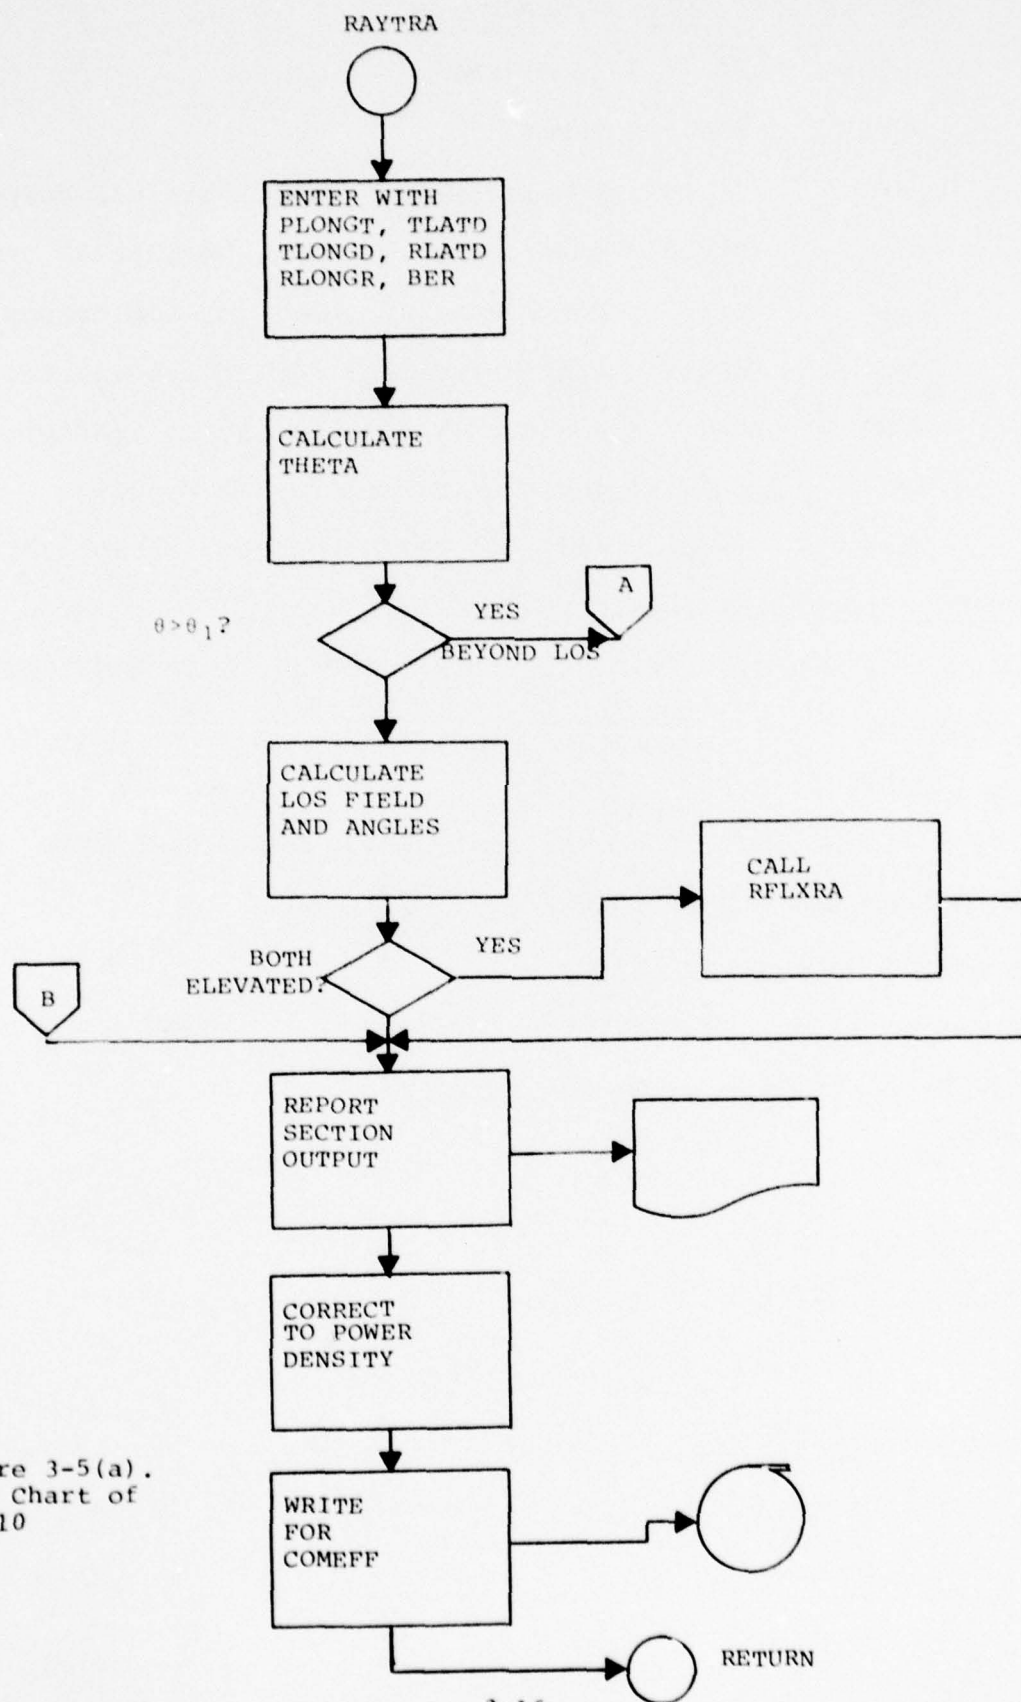 RAYTRA
ENTER WITH
PLONGT, TLATD
TLONGD, RLATD
RLONGR, BER
CALCULATE
THETA
θ>θ1?
YES
A
BEYOND LOS
CALCULATE
LOS FIELD
AND ANGLES
CALL
RFLXRA
BOTH
ELEVATED?
YES
B
REPORT
SECTION
OUTPUT
CORRECT
TO POWER
DENSITY
re 3-5(a).
Chart of
10
WRITE
FOR
COMEFF
RETURN